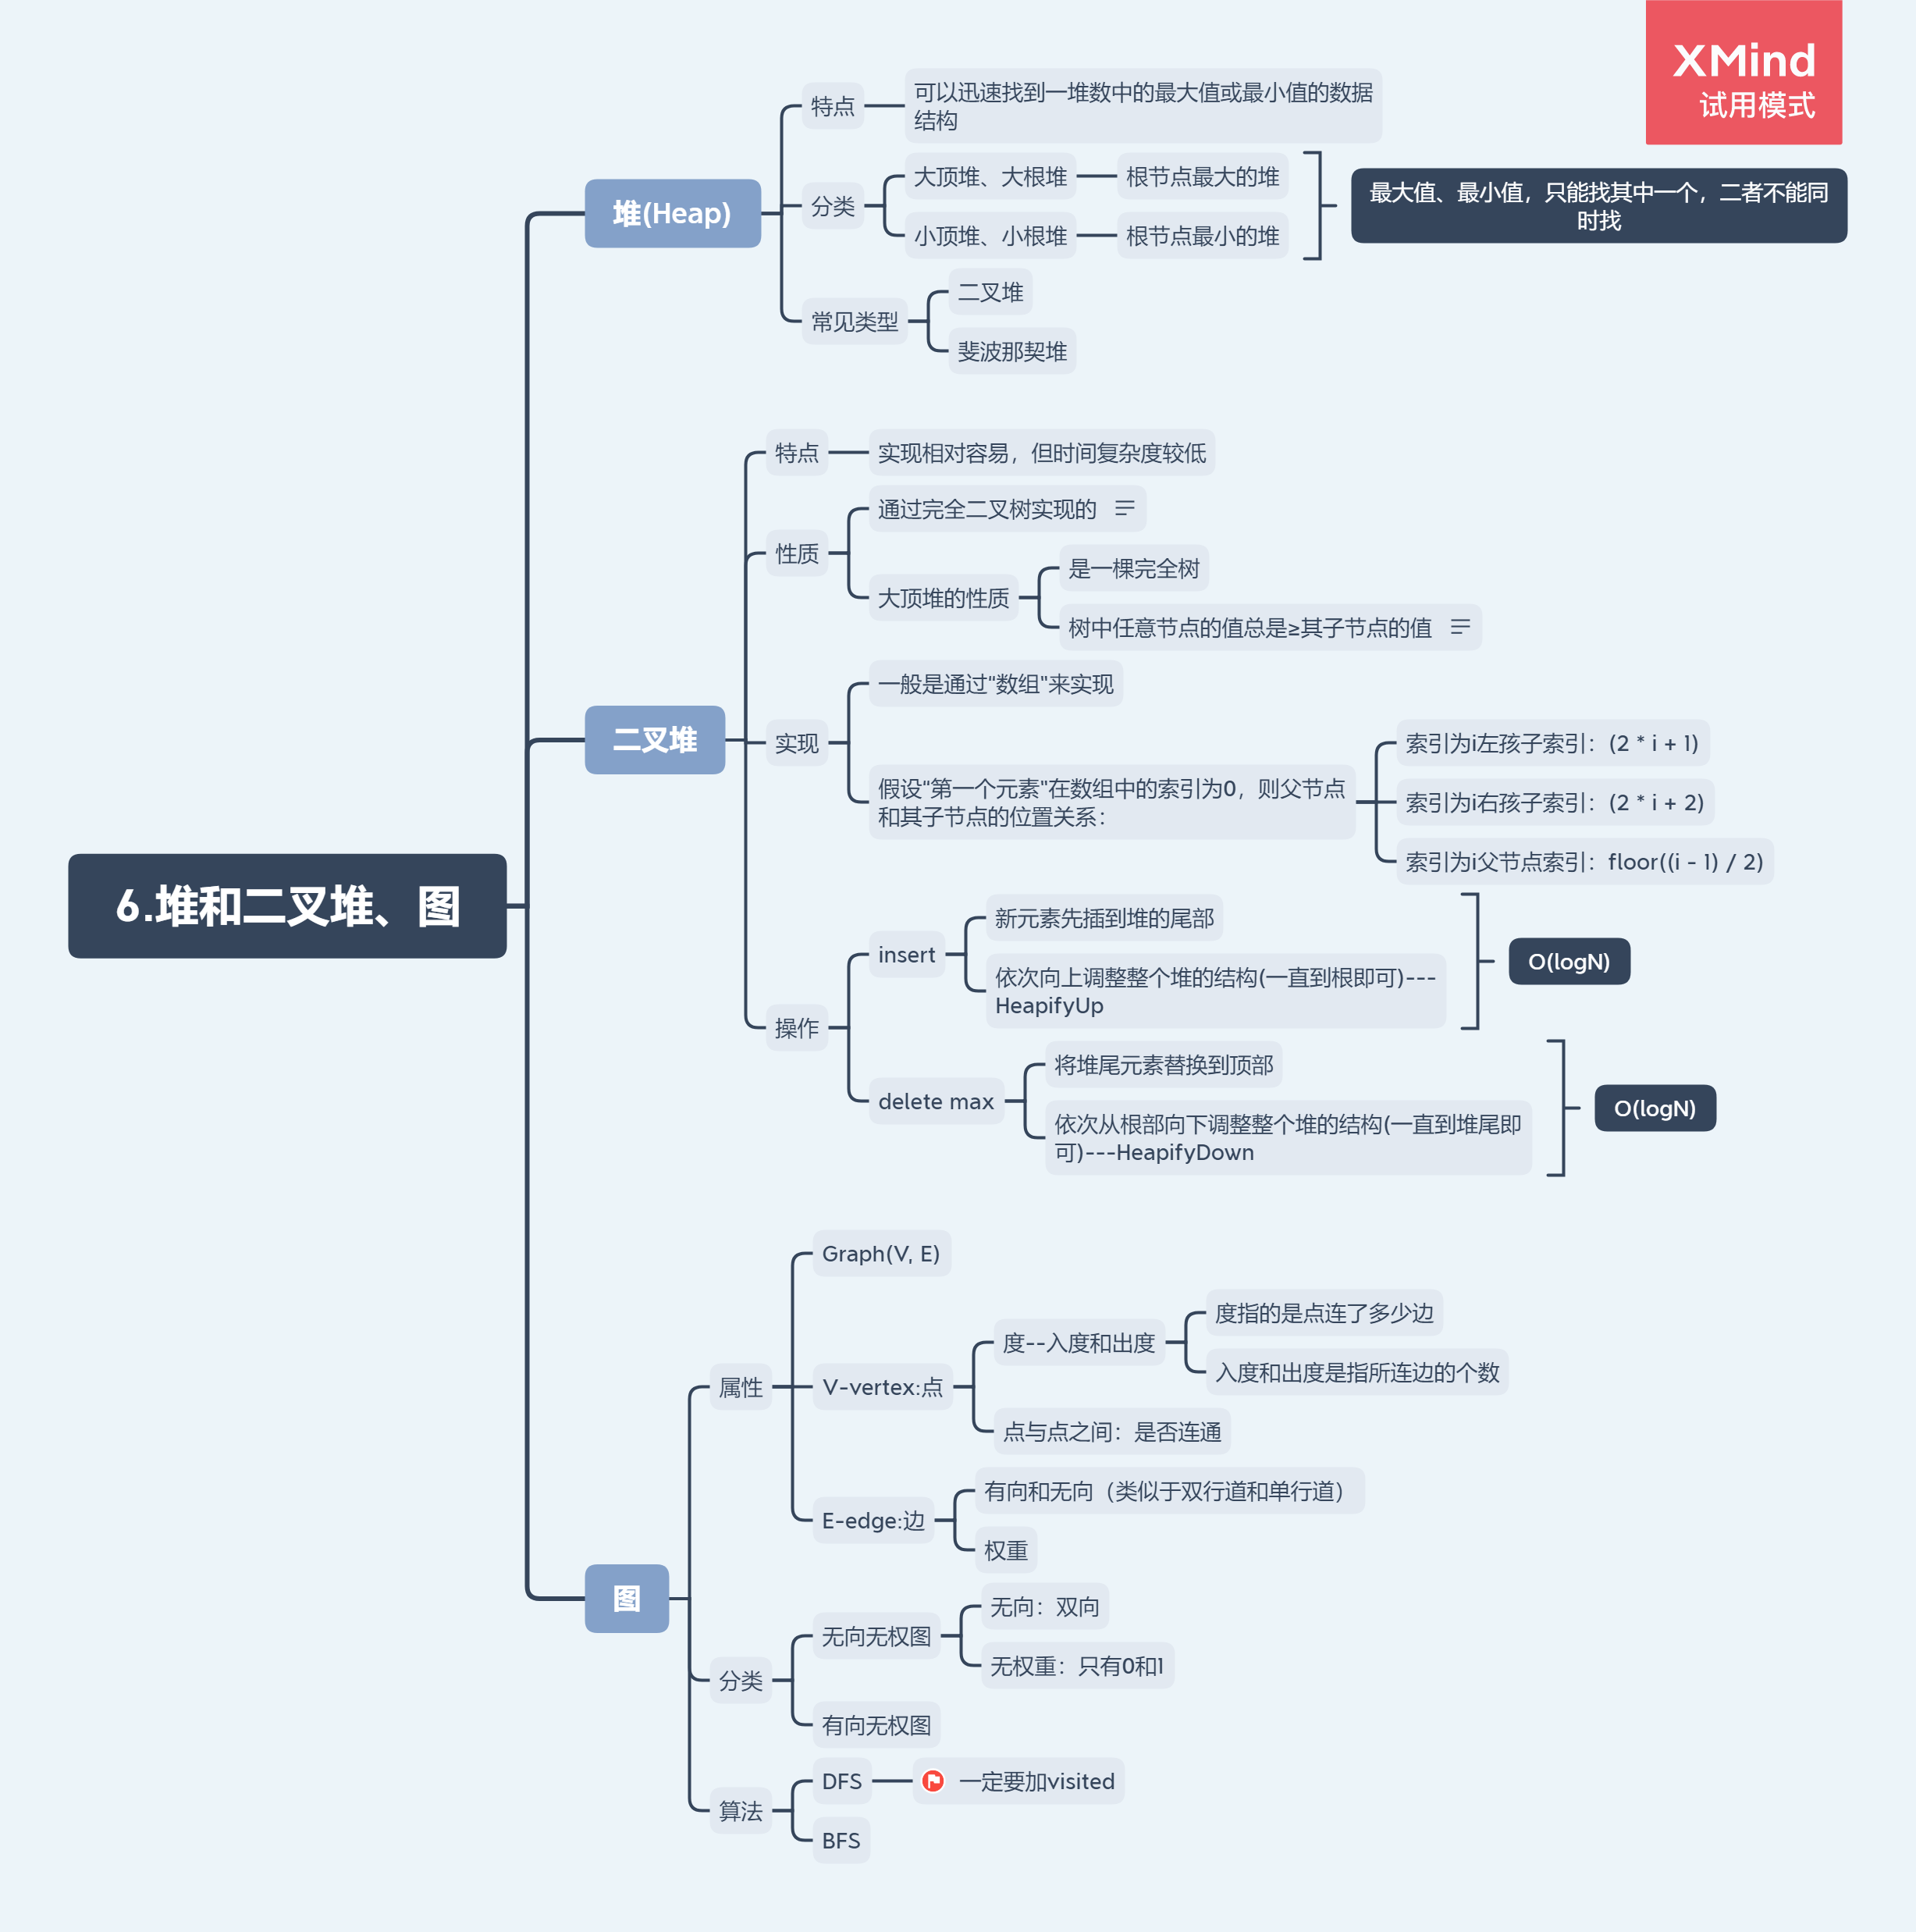 XMind
试用模式
6.堆和二叉堆、图
堆(Heap)
特点
可以迅速找到一堆数中的最大值或最小值的数据
结构
分类
大顶堆、大根堆
根节点最大的堆
小顶堆、小根堆
根节点最小的堆
最大值、最小值，只能找其中一个，二者不能同
时找
常见类型
二叉堆
斐波那契堆
二叉堆
特点
实现相对容易，但时间复杂度较低
性质
通过完全二叉树实现的
大顶堆的性质
是一棵完全树
树中任意节点的值总是≥其子节点的值
实现
一般是通过“数组”来实现
假设“第一个元素”在数组中的索引为0，则父节点
和其子节点的位置关系：
索引为i左孩子索引：(2 * i + 1)
索引为i右孩子索引：(2 * i + 2)
索引为i父节点索引：floor((i - 1) / 2)
操作
insert
新元素先插到堆的尾部
依次向上调整整个堆的结构(一直到根即可)---
HeapifyUp
O(logN)
delete max
将堆尾元素替换到顶部
依次从根部向下调整整个堆的结构(一直到堆尾即
可)---HeapifyDown
O(logN)
图
属性
Graph(V, E)
V-vertex:点
度--入度和出度
度指的是点连了多少边
入度和出度是指所连边的个数
点与点之间：是否连通
E-edge:边
有向和无向（类似于双行道和单行道）
权重
分类
无向无权图
无向：双向
无权重：只有0和1
有向无权图
算法
DFS
一定要加visited
BFS